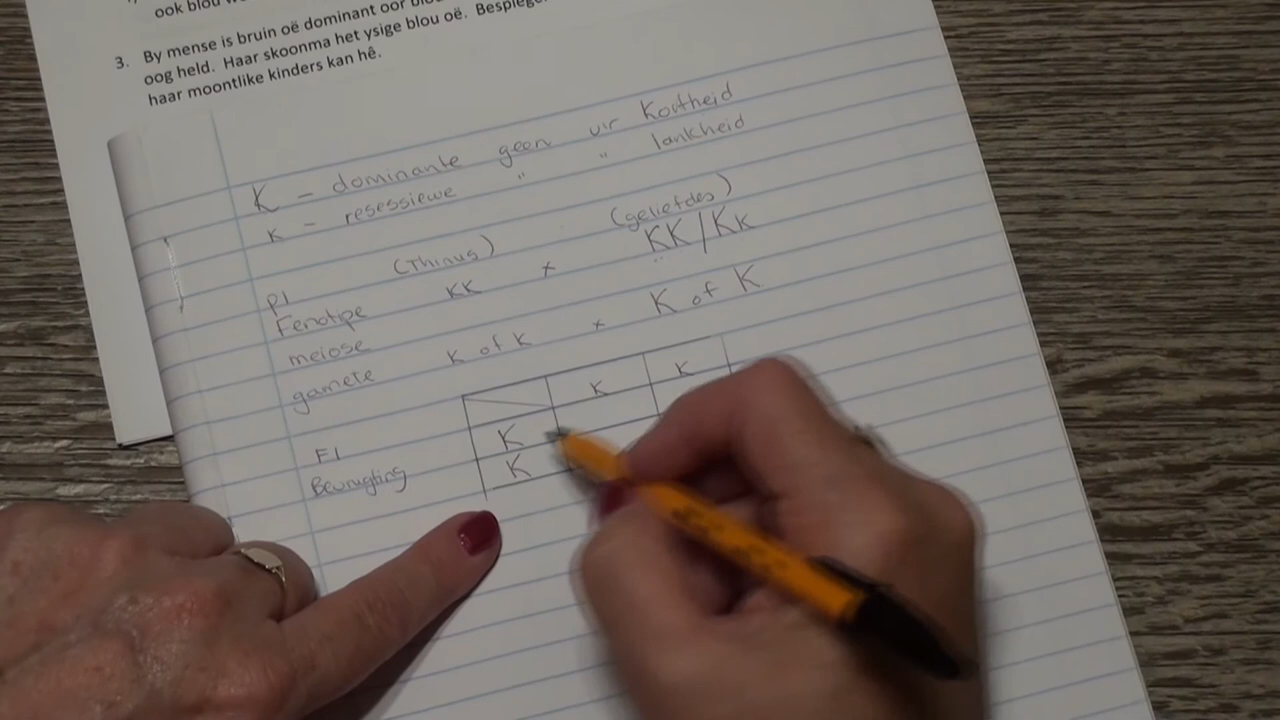 ook blou
3. By mense is bruin oë dominant oor
oog held. Haar skoonma het ysige blou oë.
haar moontlike kinders kan hê.
K - dominante geen vir Kortheid
k - resessiewe " " lankheid
(Thinus) (geliefdes)
P1
Fenotipe kk x KK/Kk
meiose
gamete k of k x K of K
k k
F1 K
Bevrugting K